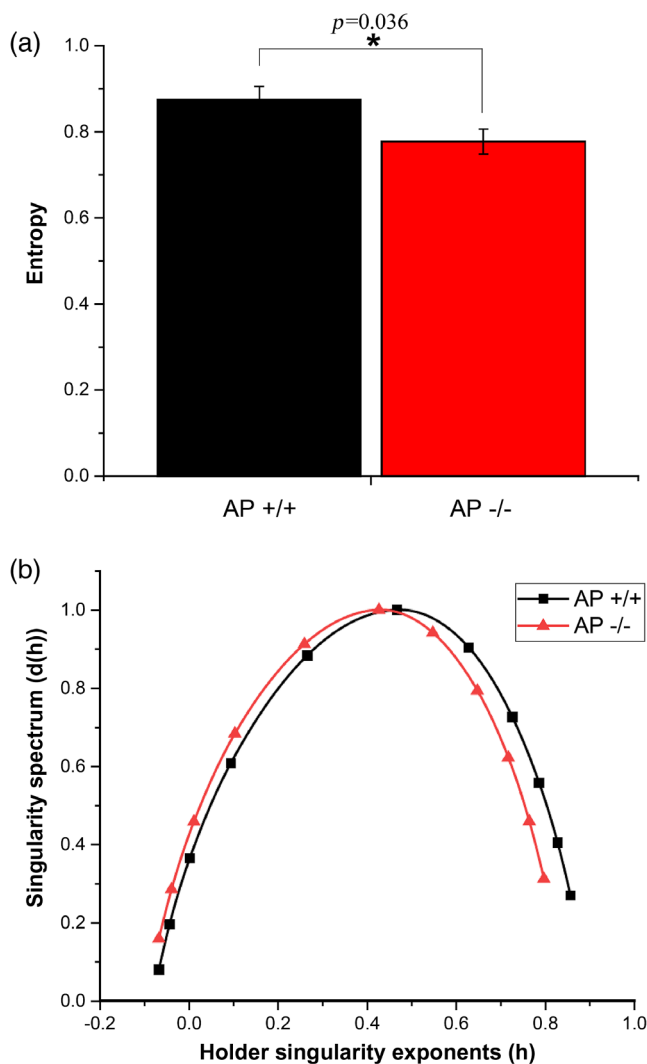 (a)
p=0.036
*
1.0
0.8
0.6
0.4
0.2
0.0
Entropy
AP +/+ AP -/-
(b)
AP +/+
AP -/-
1.0
0.8
0.6
0.4
0.2
0.0
Singularity spectrum (d(h))
-0.2 0.0 0.2 0.4 0.6 0.8 1.0
Holder singularity exponents (h)